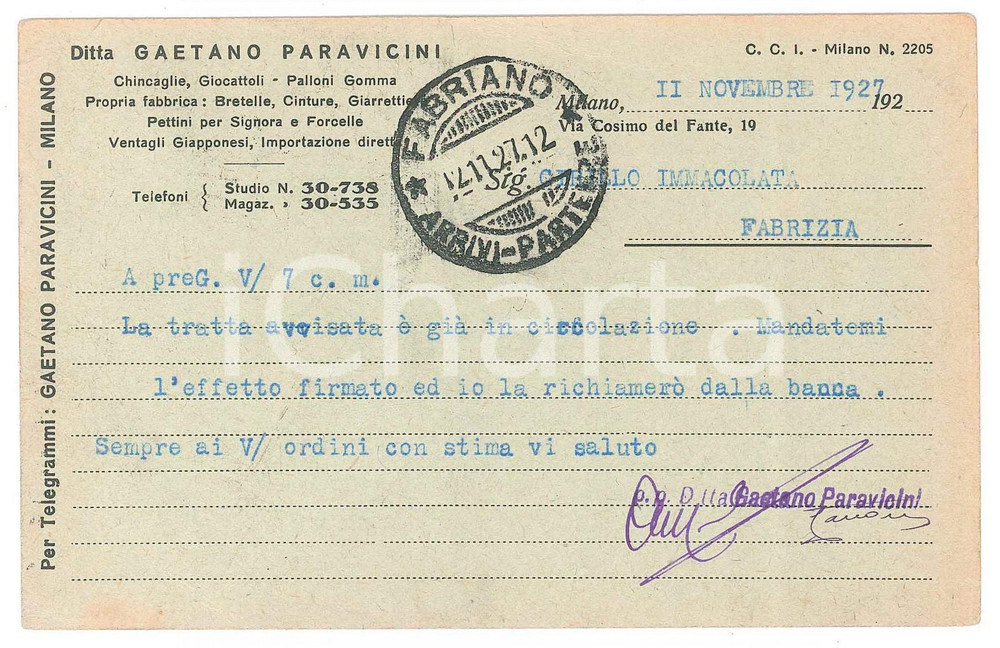 Ditta GAETANO PARAVICINI
Chincaglie, Giocattoli - Palloni Gomma
Propria fabbrica : Bretelle, Cinture, Giarrettie
Pettini per Signora e Forcelle
Ventagli Giapponesi, Importazione diretta
Telefoni { Studio N. 30-738
Magaz. » 30-535
C. C. I. - Milano N. 2205
Milano, 11 NOVEMBRE 1927 192
Via Cosimo del Fante, 19
Sig. IMMACOLATA
FABRIZIA
FABRIANO
12.11.27.12
ARRIVI-PARTENZE
A preG. V/ 7 c. m.
La tratta avvisata è già in circolazione . Mandatemi
l'effetto firmato ed io la richiamerò dalla banca .
Sempre ai V/ ordini con stima vi saluto
p. p. Ditta Gaetano Paravicini
Per Telegrammi : GAETANO PARAVICINI - MILANO
iCharta